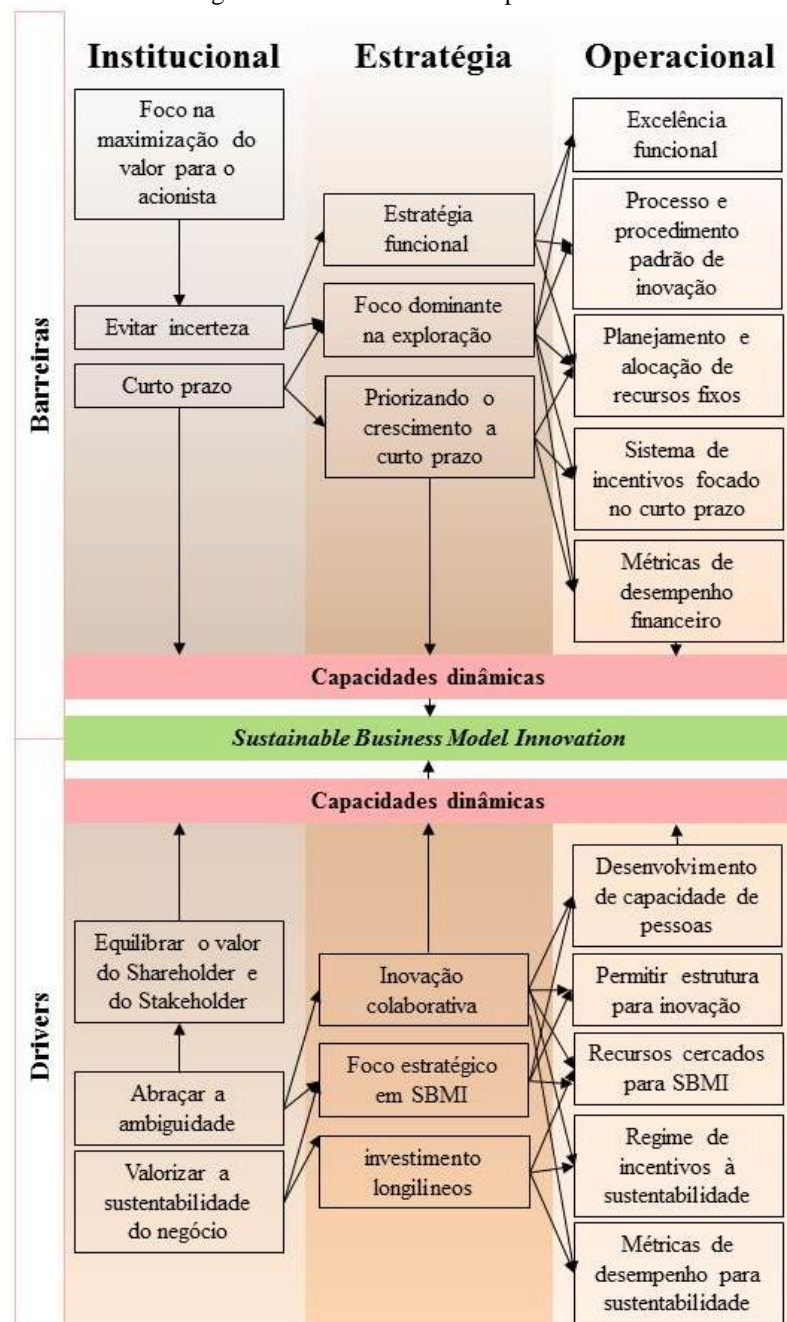 Institucional
Estratégia
Operacional
Barreiras
Foco na
maximização do
valor para o
acionista
Evitar incerteza
Curto prazo
Estratégia
funcional
Foco dominante
na exploração
Priorizando o
crescimento a
curto prazo
Excelência
funcional
Processo e
procedimento
padrão de
inovação
Planejamento e
alocação de
recursos fixos
Sistema de
incentivos focado
no curto prazo
Métricas de
desempenho
financeiro
Capacidades dinâmicas
Sustainable Business Model Innovation
Capacidades dinâmicas
Drivers
Equilibrar o valor
do Shareholder e
do Stakeholder
Abraçar a
ambiguidade
Valorizar a
sustentabilidade
do negócio
Inovação
colaborativa
Foco estratégico
em SBMI
investimento
longilineos
Desenvolvimento
de capacidade de
pessoas
Permitir estrutura
para inovação
Recursos cercados
para SBMI
Regime de
incentivos à
sustentabilidade
Métricas de
desempenho para
sustentabilidade